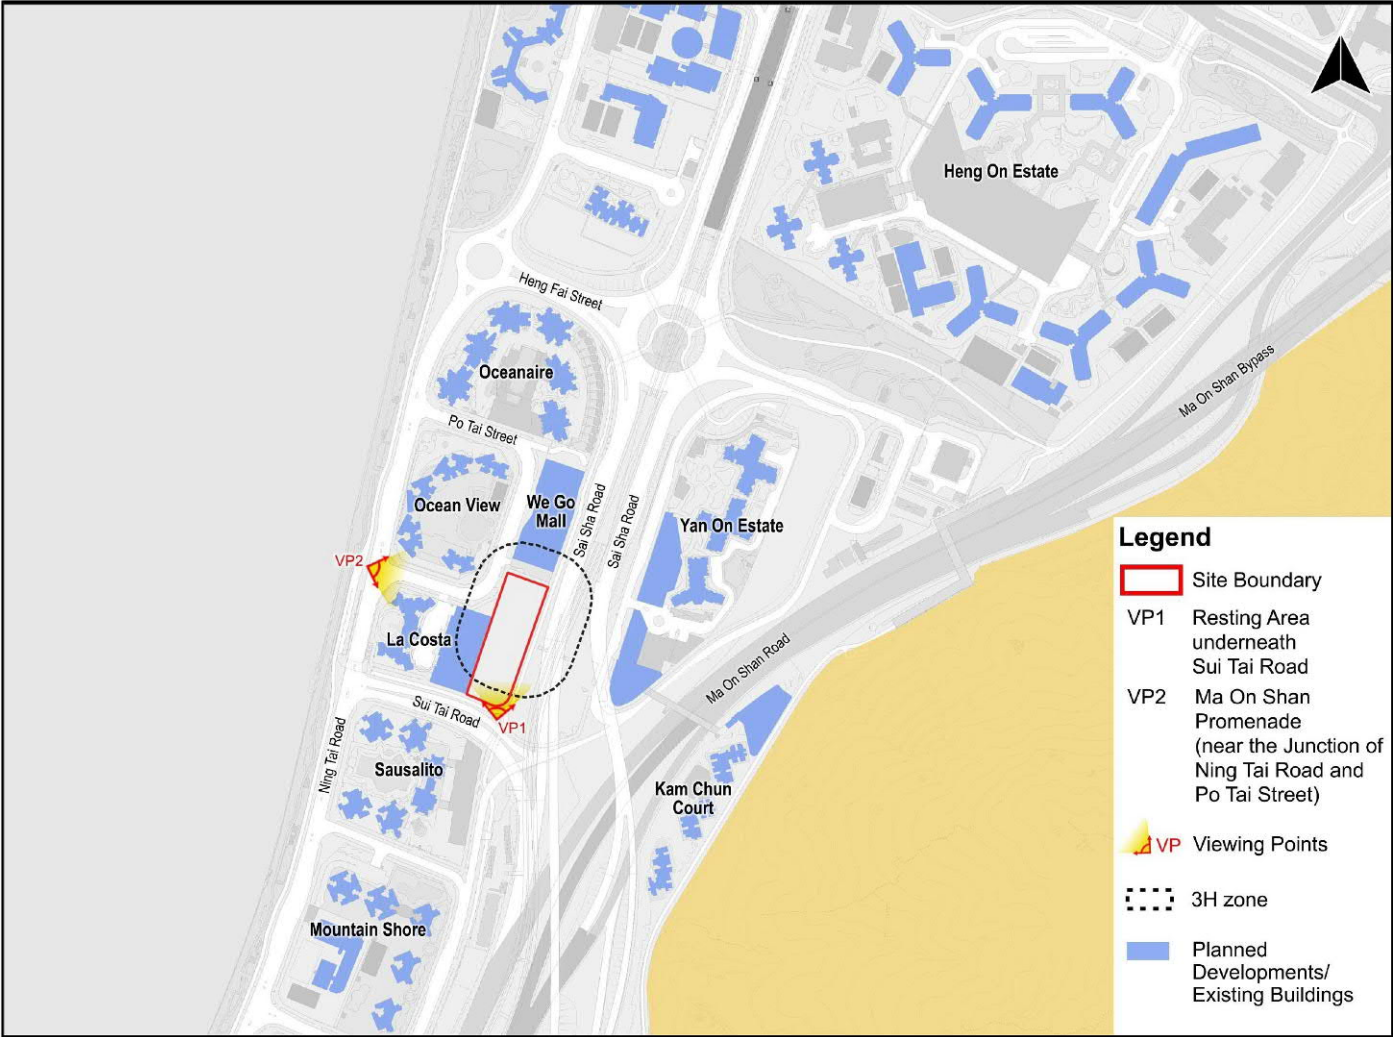 Heng On Estate
Heng Fai Street
Oceanaire
Ma On Shan Bypass
Po Tai Street
Ocean View
We Go
Mall
Sai Sha Road
Sai Sha Road
Yan On Estate
VP2
La Costa
Ma On Shan Road
Sui Tai Road
VP1
Ning Tai Road
Sausalito
Kam Chun
Court
Mountain Shore
Legend
Site Boundary
VP1 Resting Area
underneath
Sui Tai Road
VP2 Ma On Shan
Promenade
(near the Junction of
Ning Tai Road and
Po Tai Street)
VP Viewing Points
3H zone
Planned
Developments/
Existing Buildings